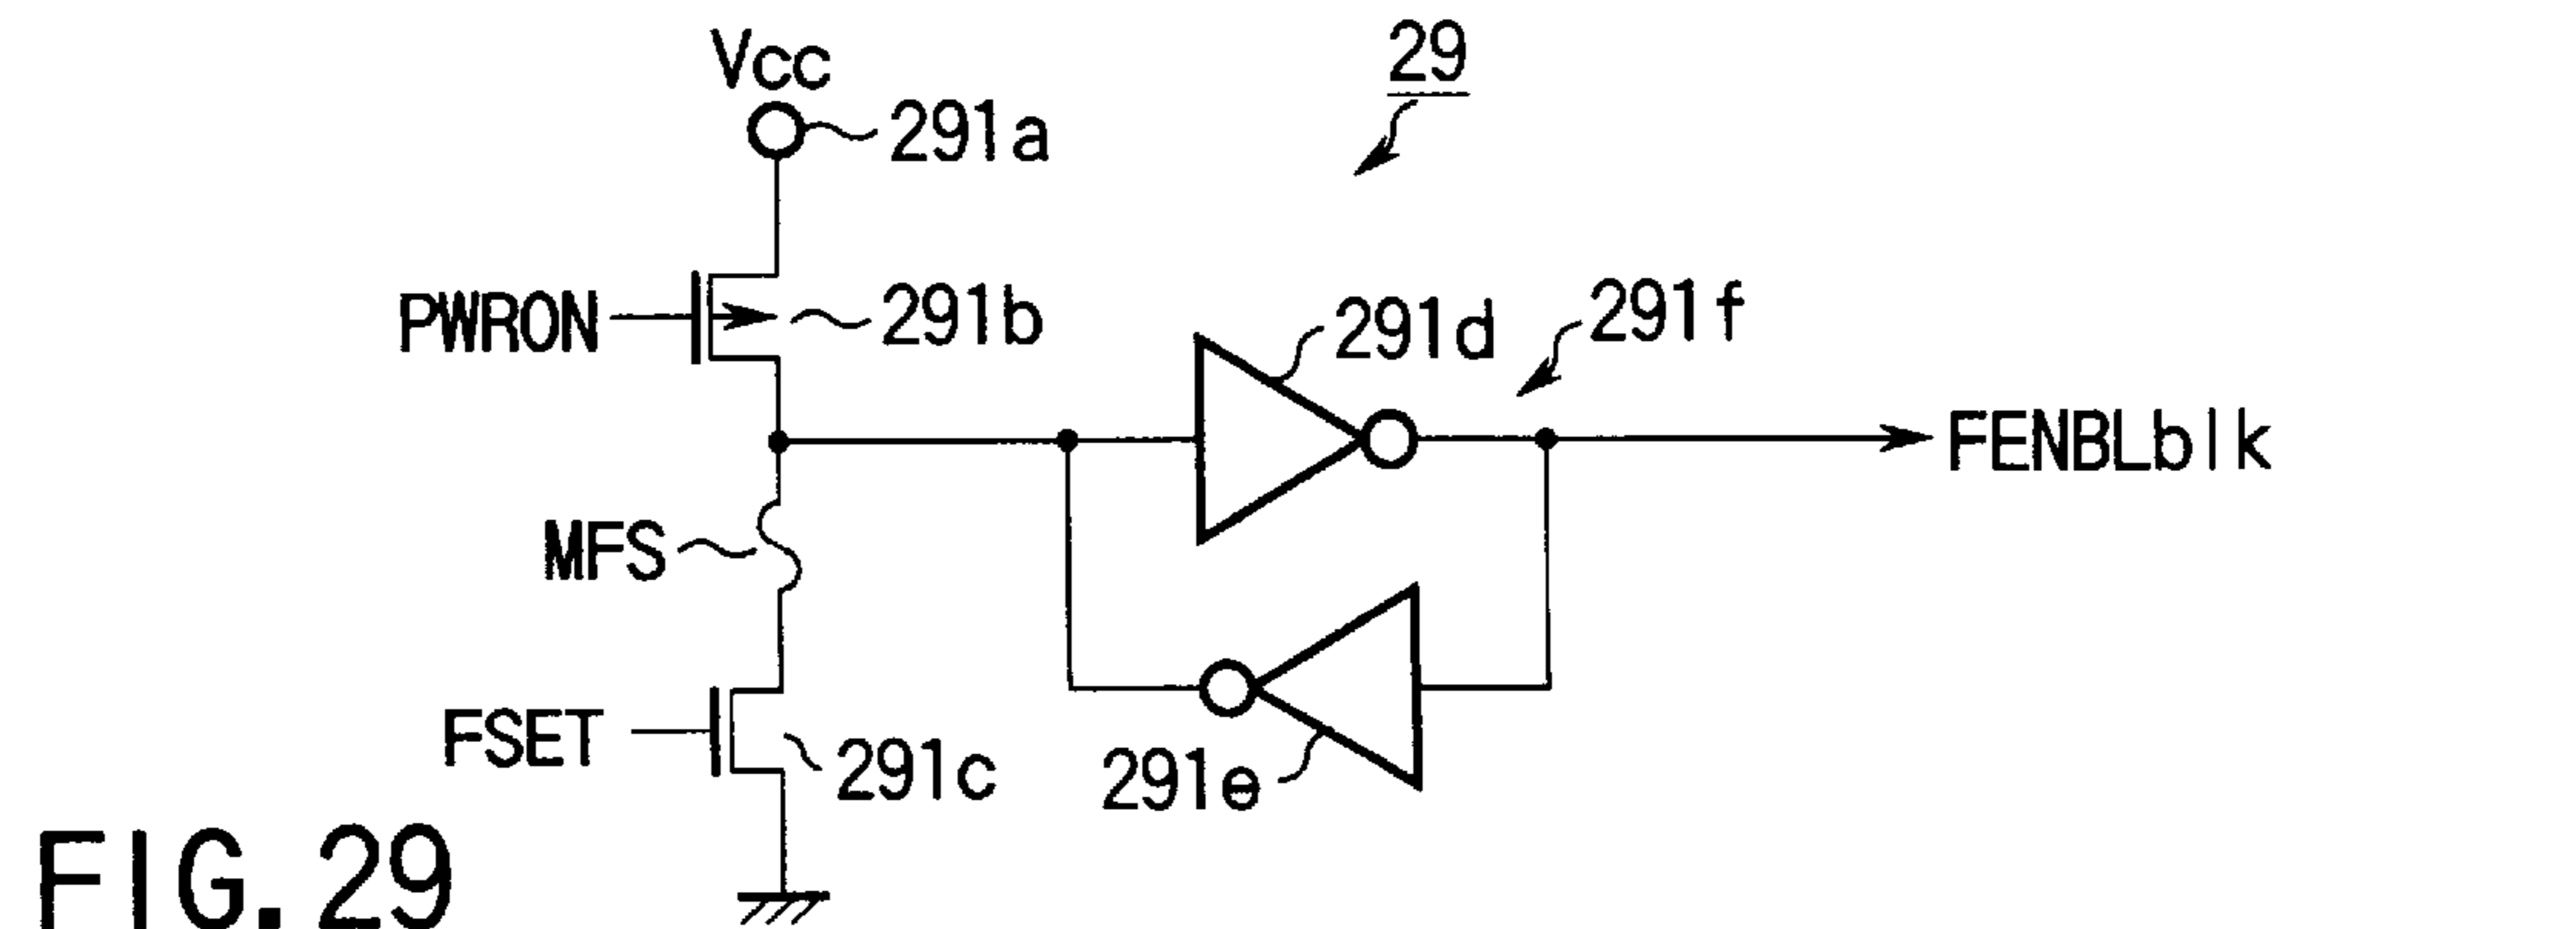 Vcc
29
291a
PWRON
291b
291d
291f
FENBLblk
MFS
FSET
291c
291e
FIG. 29